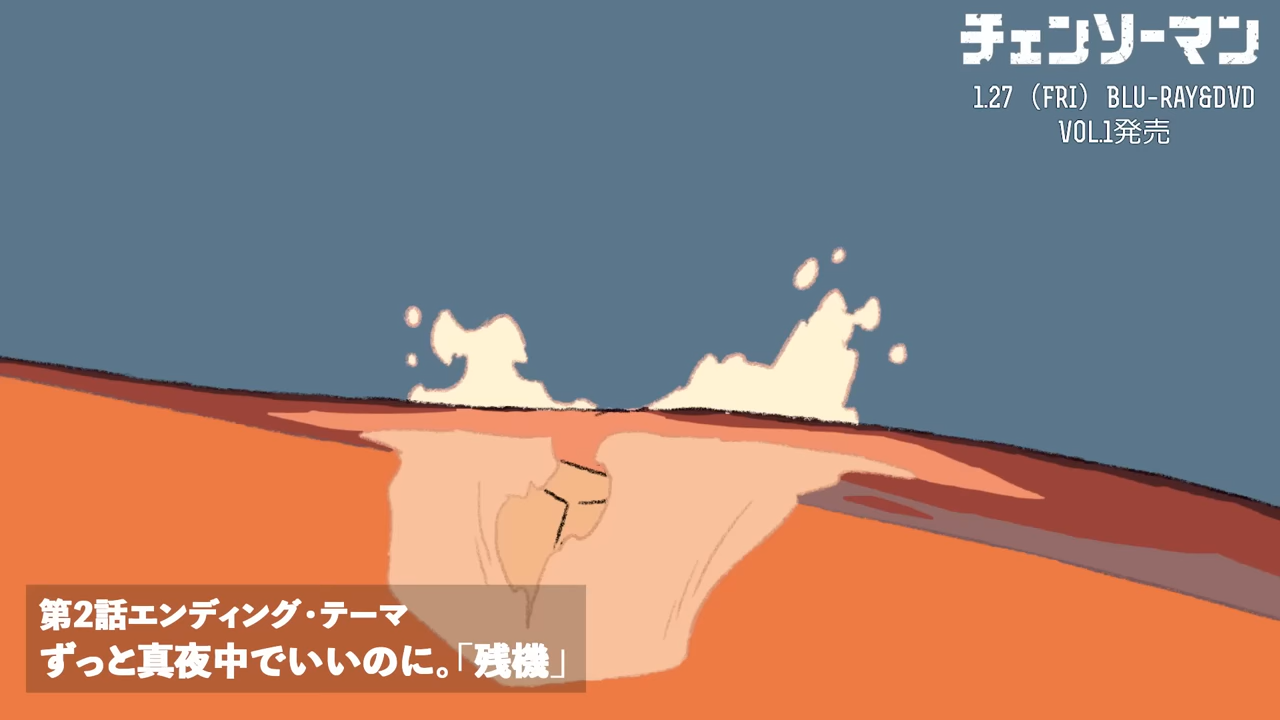 チェンソーマン
1.27 (FRI) BLU-RAY&DVD
VOL.1発売
第2話エンディング・テーマ
ずっと真夜中でいいのに。「残機」